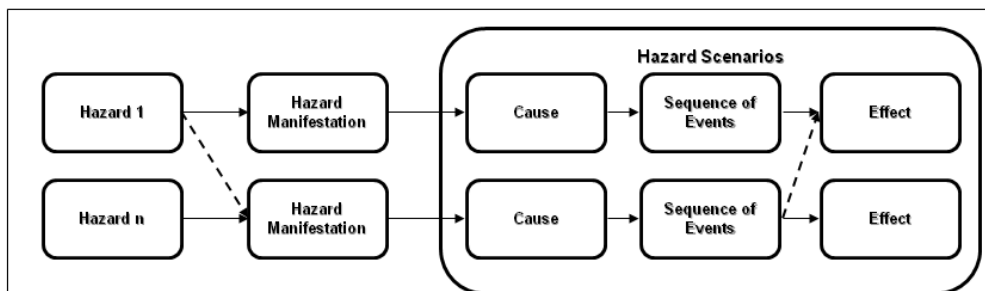 Hazard Scenarios
Hazard 1
Hazard
Manifestation
Cause
Sequence of
Events
Effect
Hazard n
Hazard
Manifestation
Cause
Sequence of
Events
Effect